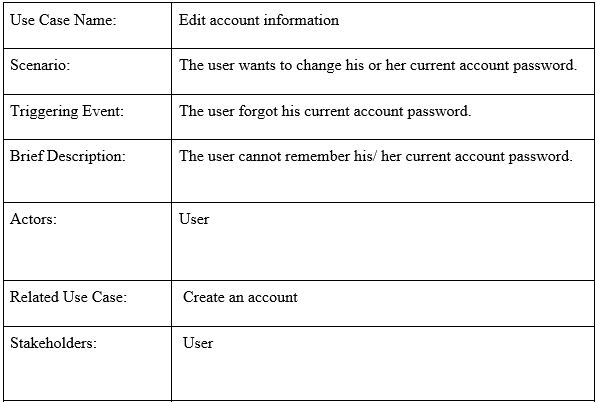 Use Case Name: Edit account information
Scenario: The user wants to change his or her current account password.
Triggering Event: The user forgot his current account password.
Brief Description: The user cannot remember his/ her current account password.
Actors: User
Related Use Case: Create an account
Stakeholders: User